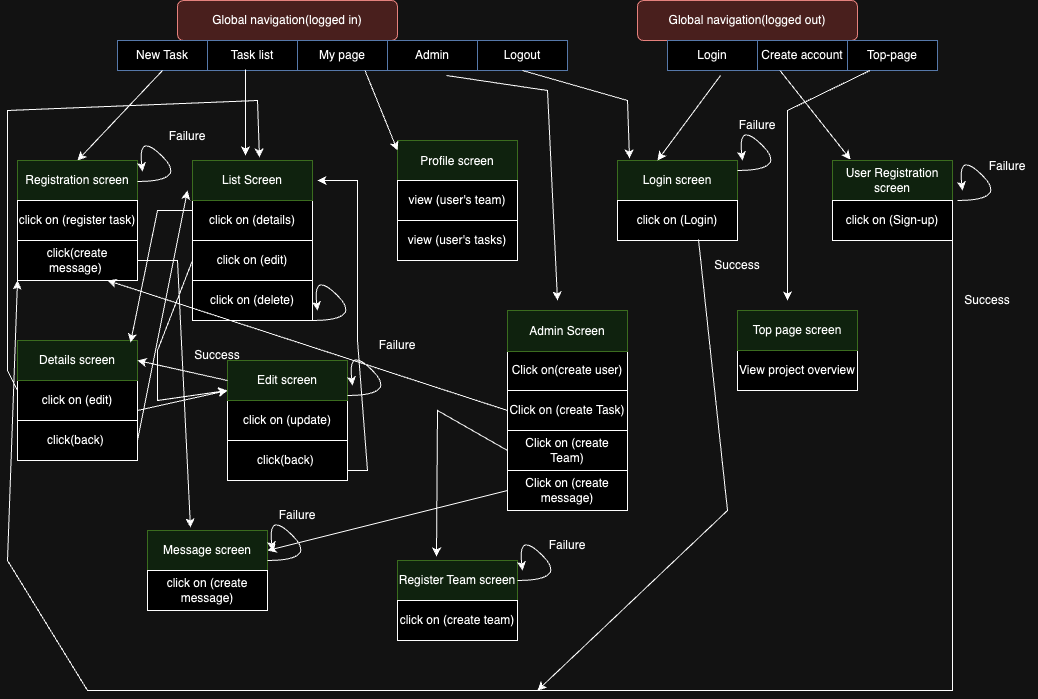 Global navigation(logged in)
Global navigation(logged out)
New Task
Task list
My page
Admin
Logout
Login
Create account
Top-page
Failure
Registration screen
click on (register task)
click(create
message)
List Screen
click on (details)
click on (edit)
click on (delete)
Profile screen
view (user's team)
view (user's tasks)
Failure
Login screen
click on (Login)
Success
Failure
User Registration
screen
click on (Sign-up)
Success
Admin Screen
Click on(create user)
Click on (create Task)
Click on (create
Team)
Click on (create
message)
Top page screen
View project overview
Details screen
click on (edit)
click(back)
Success
Failure
Edit screen
click on (update)
click(back)
Failure
Message screen
click on (create
message)
Failure
Register Team screen
click on (create team)